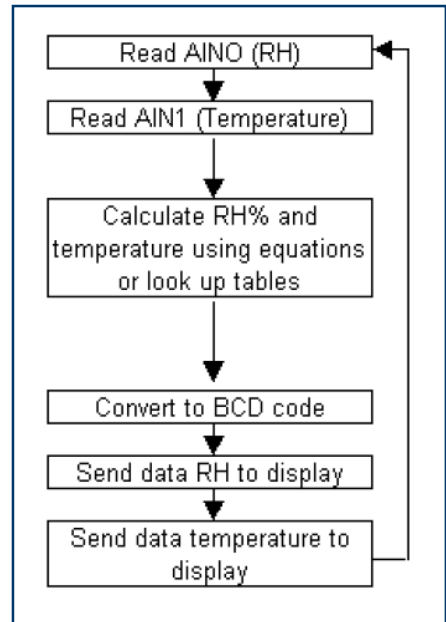 Read AINO (RH)
Read AIN1 (Temperature)
Calculate RH% and
temperature using equations
or look up tables
Convert to BCD code
Send data RH to display
Send data temperature to
display